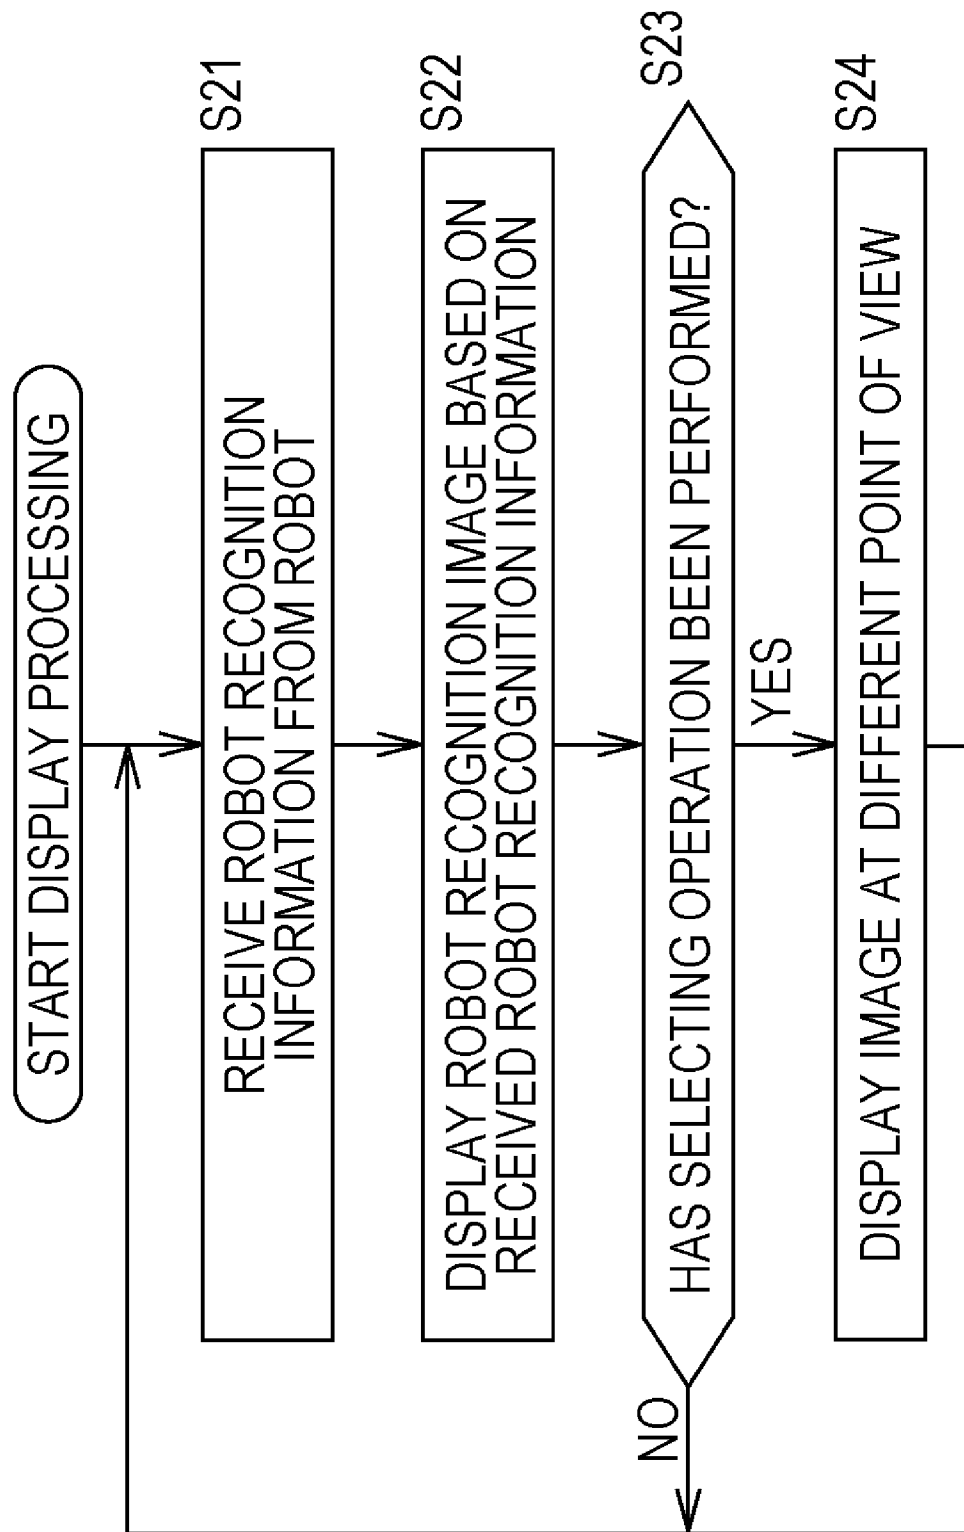 START DISPLAY PROCESSING
S21
RECEIVE ROBOT RECOGNITION
INFORMATION FROM ROBOT
S22
DISPLAY ROBOT RECOGNITION IMAGE BASED ON
RECEIVED ROBOT RECOGNITION INFORMATION
S23
HAS SELECTING OPERATION BEEN PERFORMED?
NO
YES
S24
DISPLAY IMAGE AT DIFFERENT POINT OF VIEW